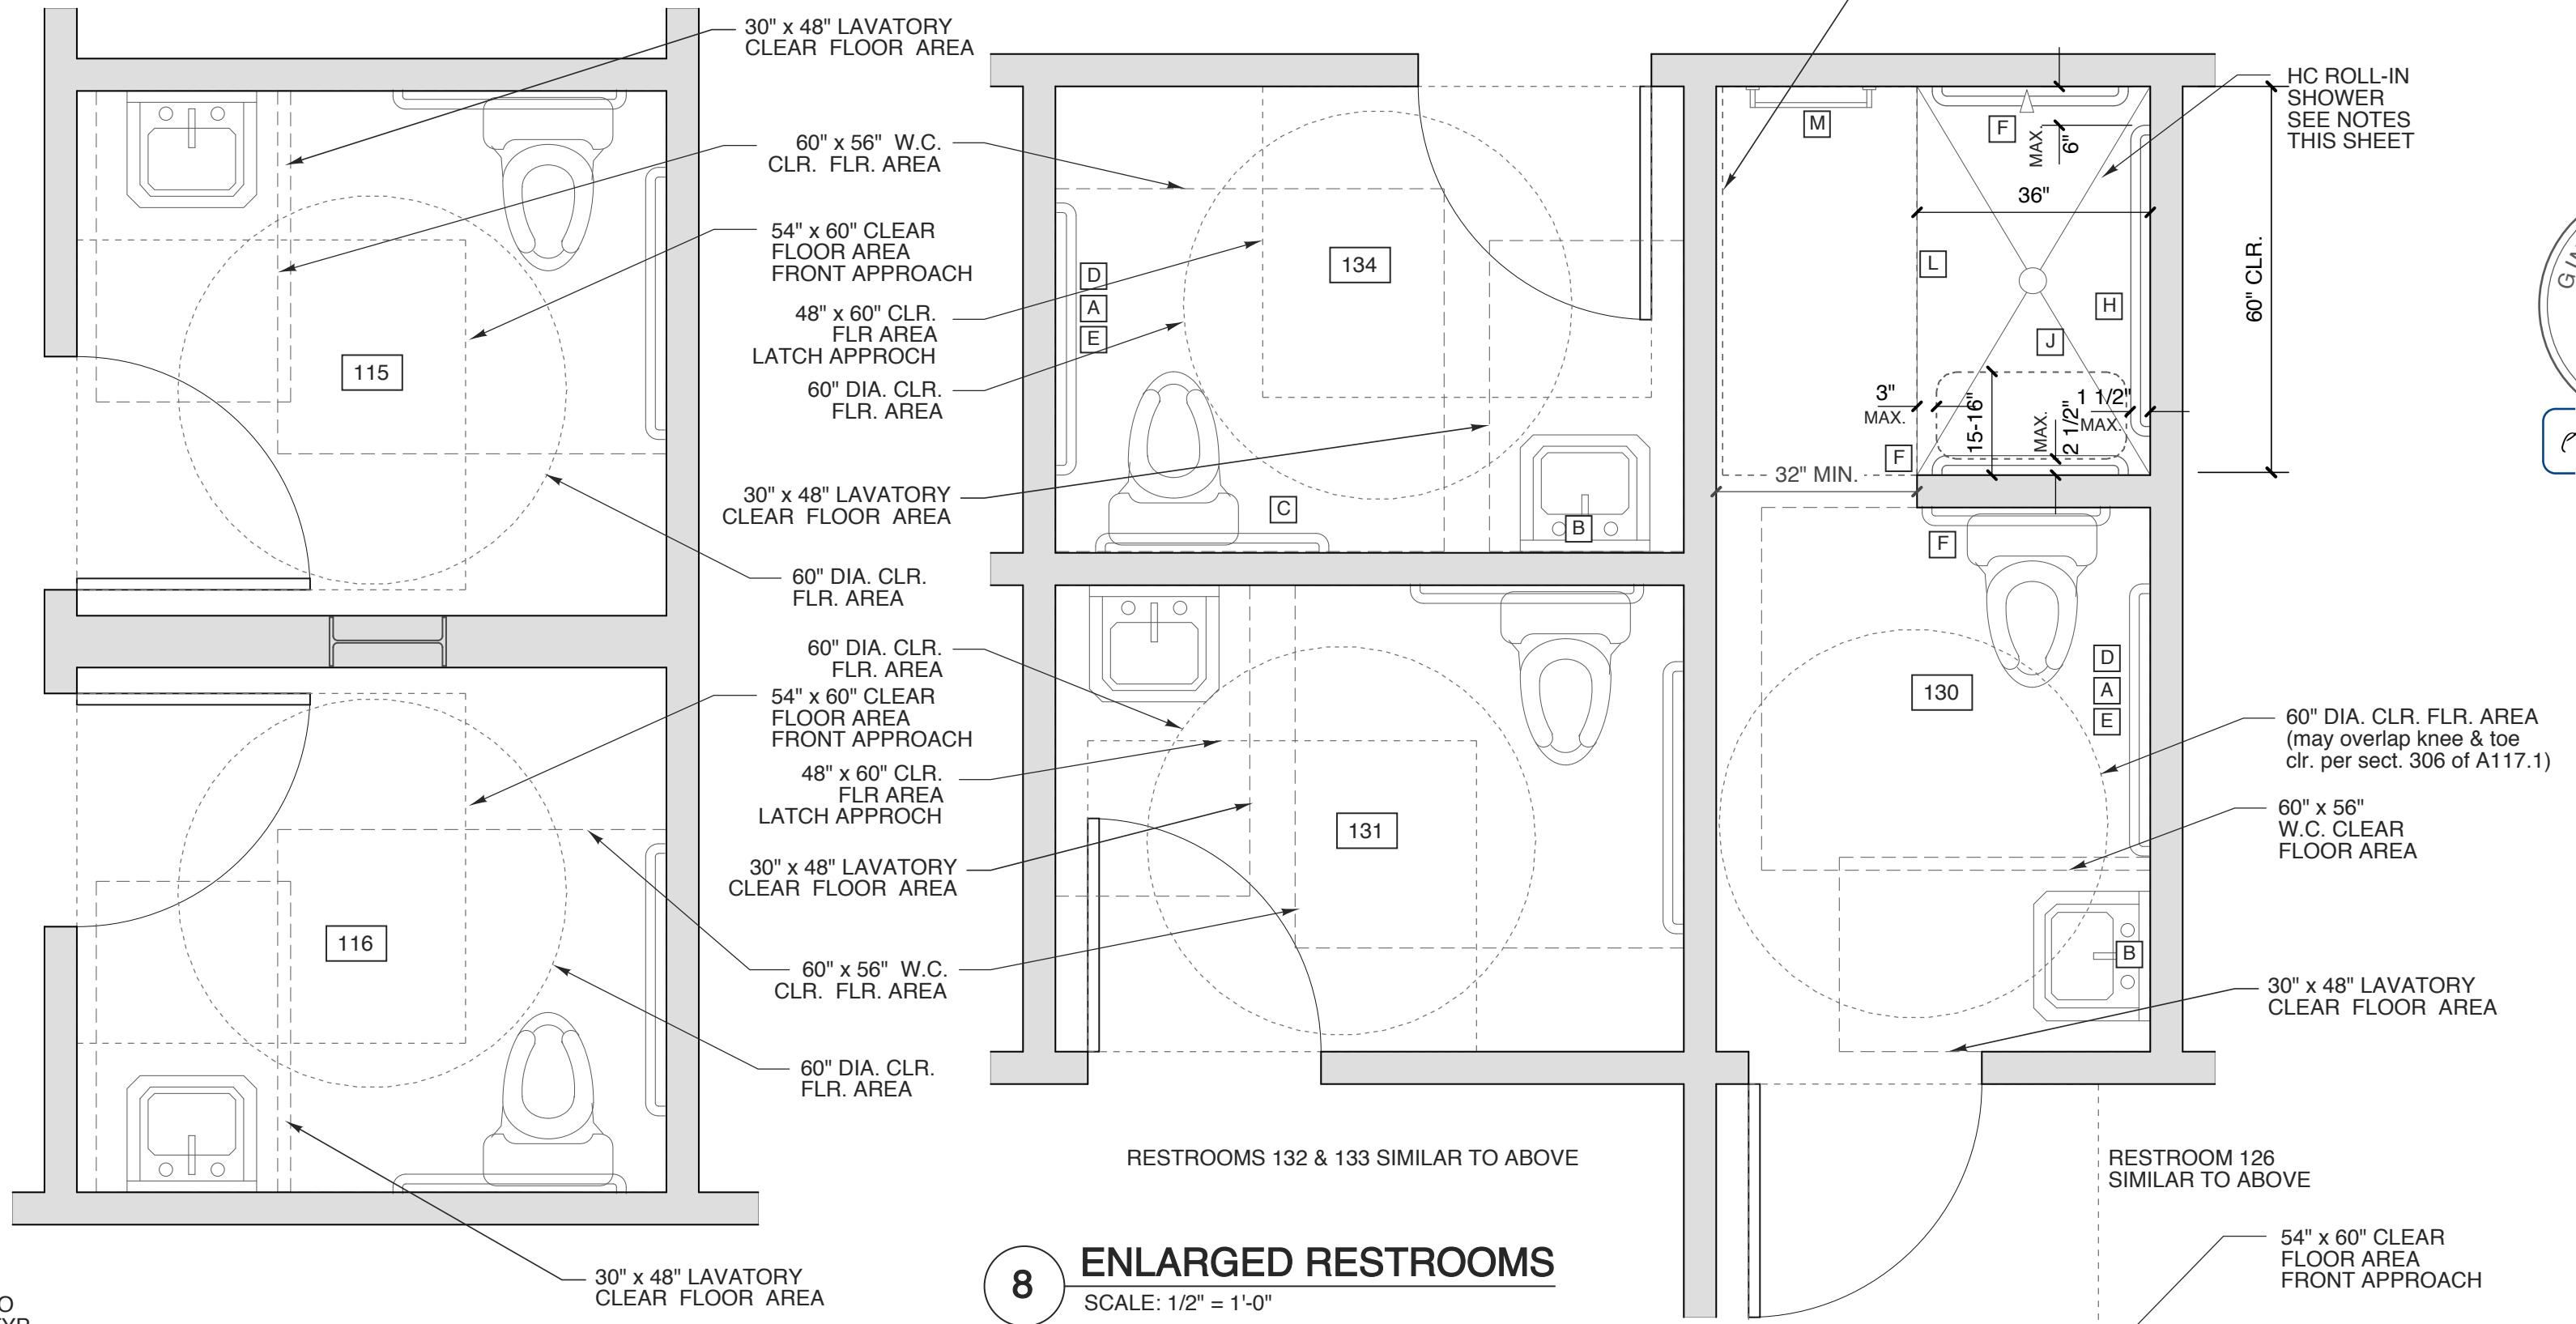 30" x 48" LAVATORY
CLEAR FLOOR AREA
60" x 56" W.C.
CLR. FLR. AREA
54" x 60" CLEAR
FLOOR AREA
FRONT APPROACH
48" x 60" CLR.
FLR AREA
LATCH APPROCH
60" DIA. CLR.
FLR. AREA
30" x 48" LAVATORY
CLEAR FLOOR AREA
60" DIA. CLR.
FLR. AREA
60" DIA. CLR.
FLR. AREA
54" x 60" CLEAR
FLOOR AREA
FRONT APPROACH
48" x 60" CLR.
FLR AREA
LATCH APPROCH
30" x 48" LAVATORY
CLEAR FLOOR AREA
60" x 56" W.C.
CLR. FLR. AREA
60" DIA. CLR.
FLR. AREA
30" x 48" LAVATORY
CLEAR FLOOR AREA
115
116
134
D
A
E
C
B
131
RESTROOMS 132 & 133 SIMILAR TO ABOVE
8
ENLARGED RESTROOMS
SCALE: 1/2" = 1'-0"
M
F
MAX.
6"
36"
L
H
J
3"
MAX.
15-16"
MAX.
2 1/2"
1 1/2"
MAX.
F
32" MIN.
60" CLR.
HC ROLL-IN
SHOWER
SEE NOTES
THIS SHEET
F
130
D
A
E
B
60" DIA. CLR. FLR. AREA
(may overlap knee & toe
clr. per sect. 306 of A117.1)
60" x 56"
W.C. CLEAR
FLOOR AREA
30" x 48" LAVATORY
CLEAR FLOOR AREA
RESTROOM 126
SIMILAR TO ABOVE
54" x 60" CLEAR
FLOOR AREA
FRONT APPROACH